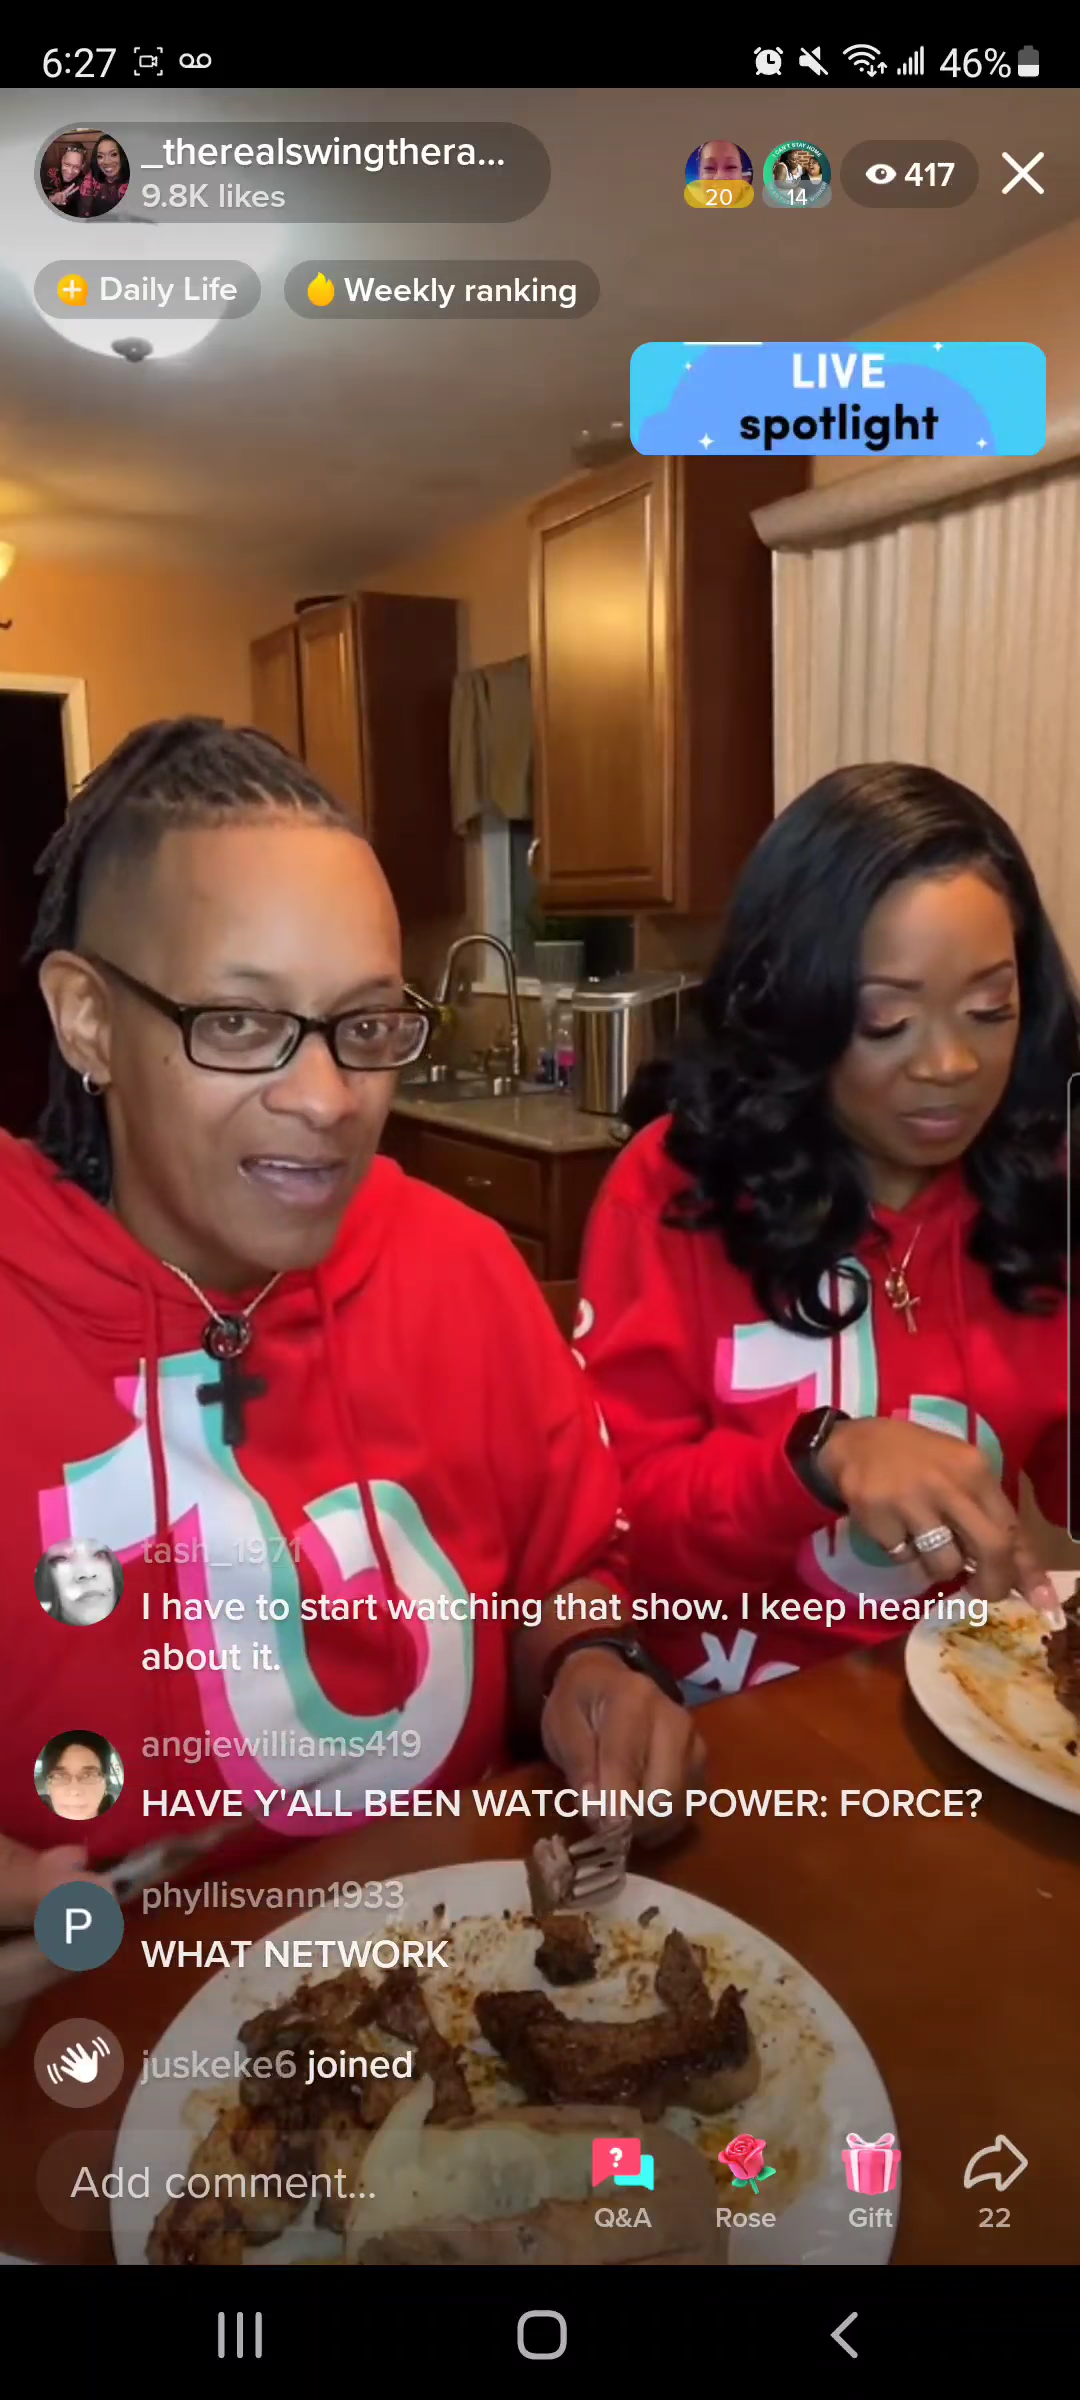 6:27
46%
_therealswingthera...
9.8K likes
20
14
417
Daily Life
Weekly ranking
LIVE
spotlight
tash_1971
I have to start watching that show. I keep hearing
about it.
angiewilliams419
HAVE Y'ALL BEEN WATCHING POWER: FORCE?
P
phyllisvann1933
WHAT NETWORK
juskeke6 joined
Add comment...
Q&A
Rose
Gift
22